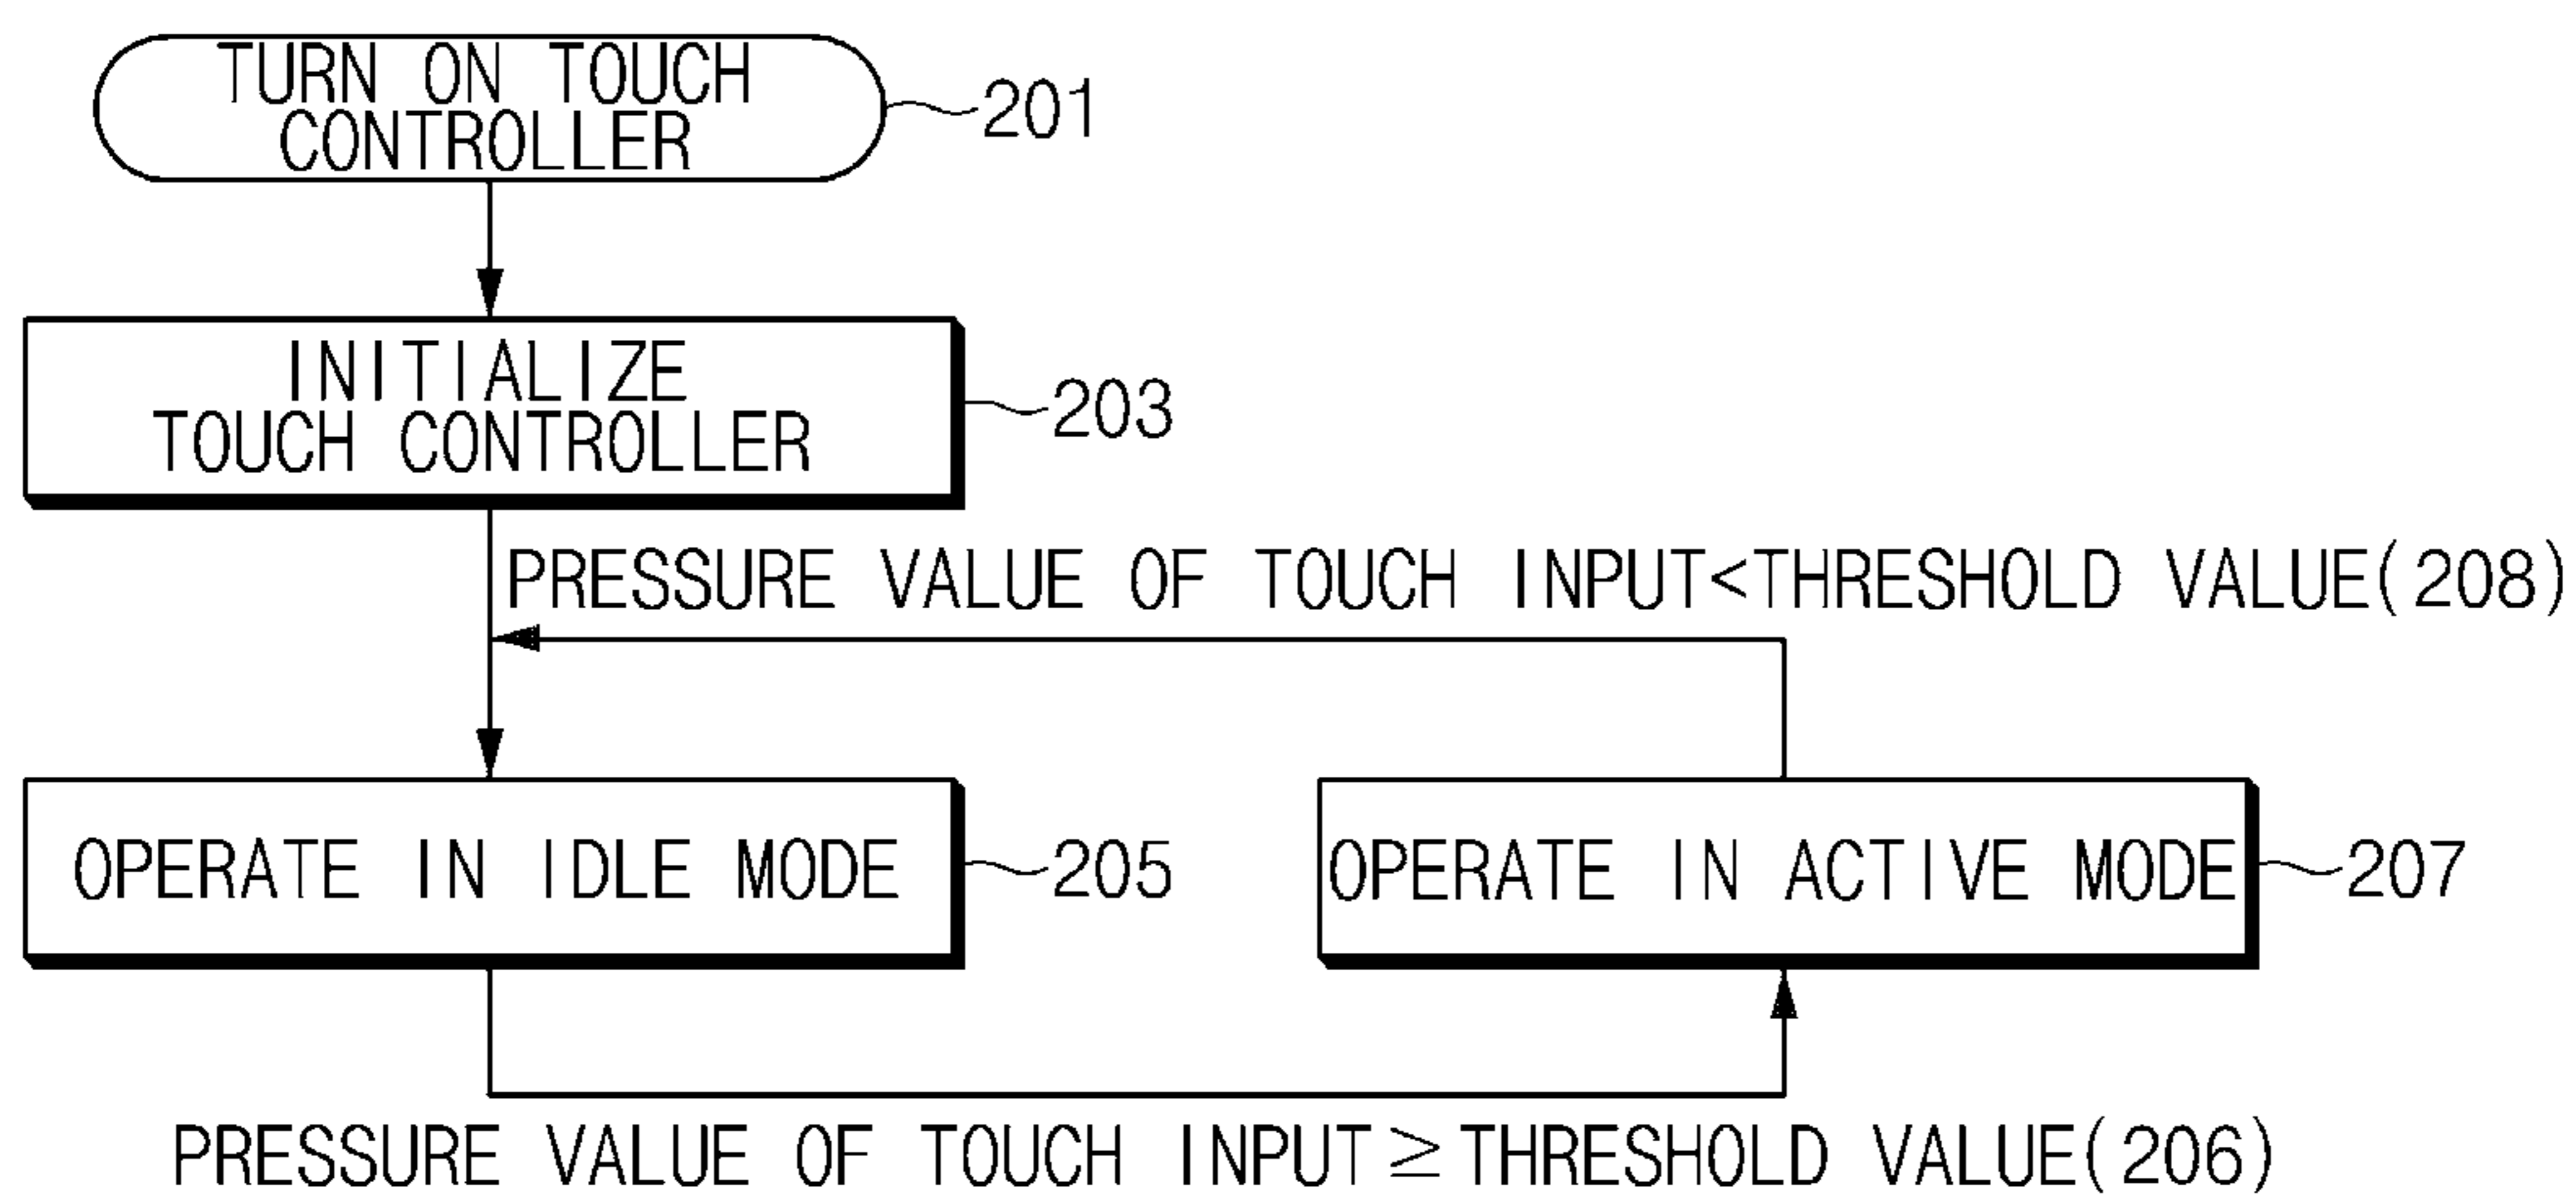 TURN ON TOUCH
CONTROLLER
201
INITIALIZE
TOUCH CONTROLLER
203
PRESSURE VALUE OF TOUCH INPUT<THRESHOLD VALUE(208)
OPERATE IN IDLE MODE
205
OPERATE IN ACTIVE MODE
207
PRESSURE VALUE OF TOUCH INPUT≥THRESHOLD VALUE(206)